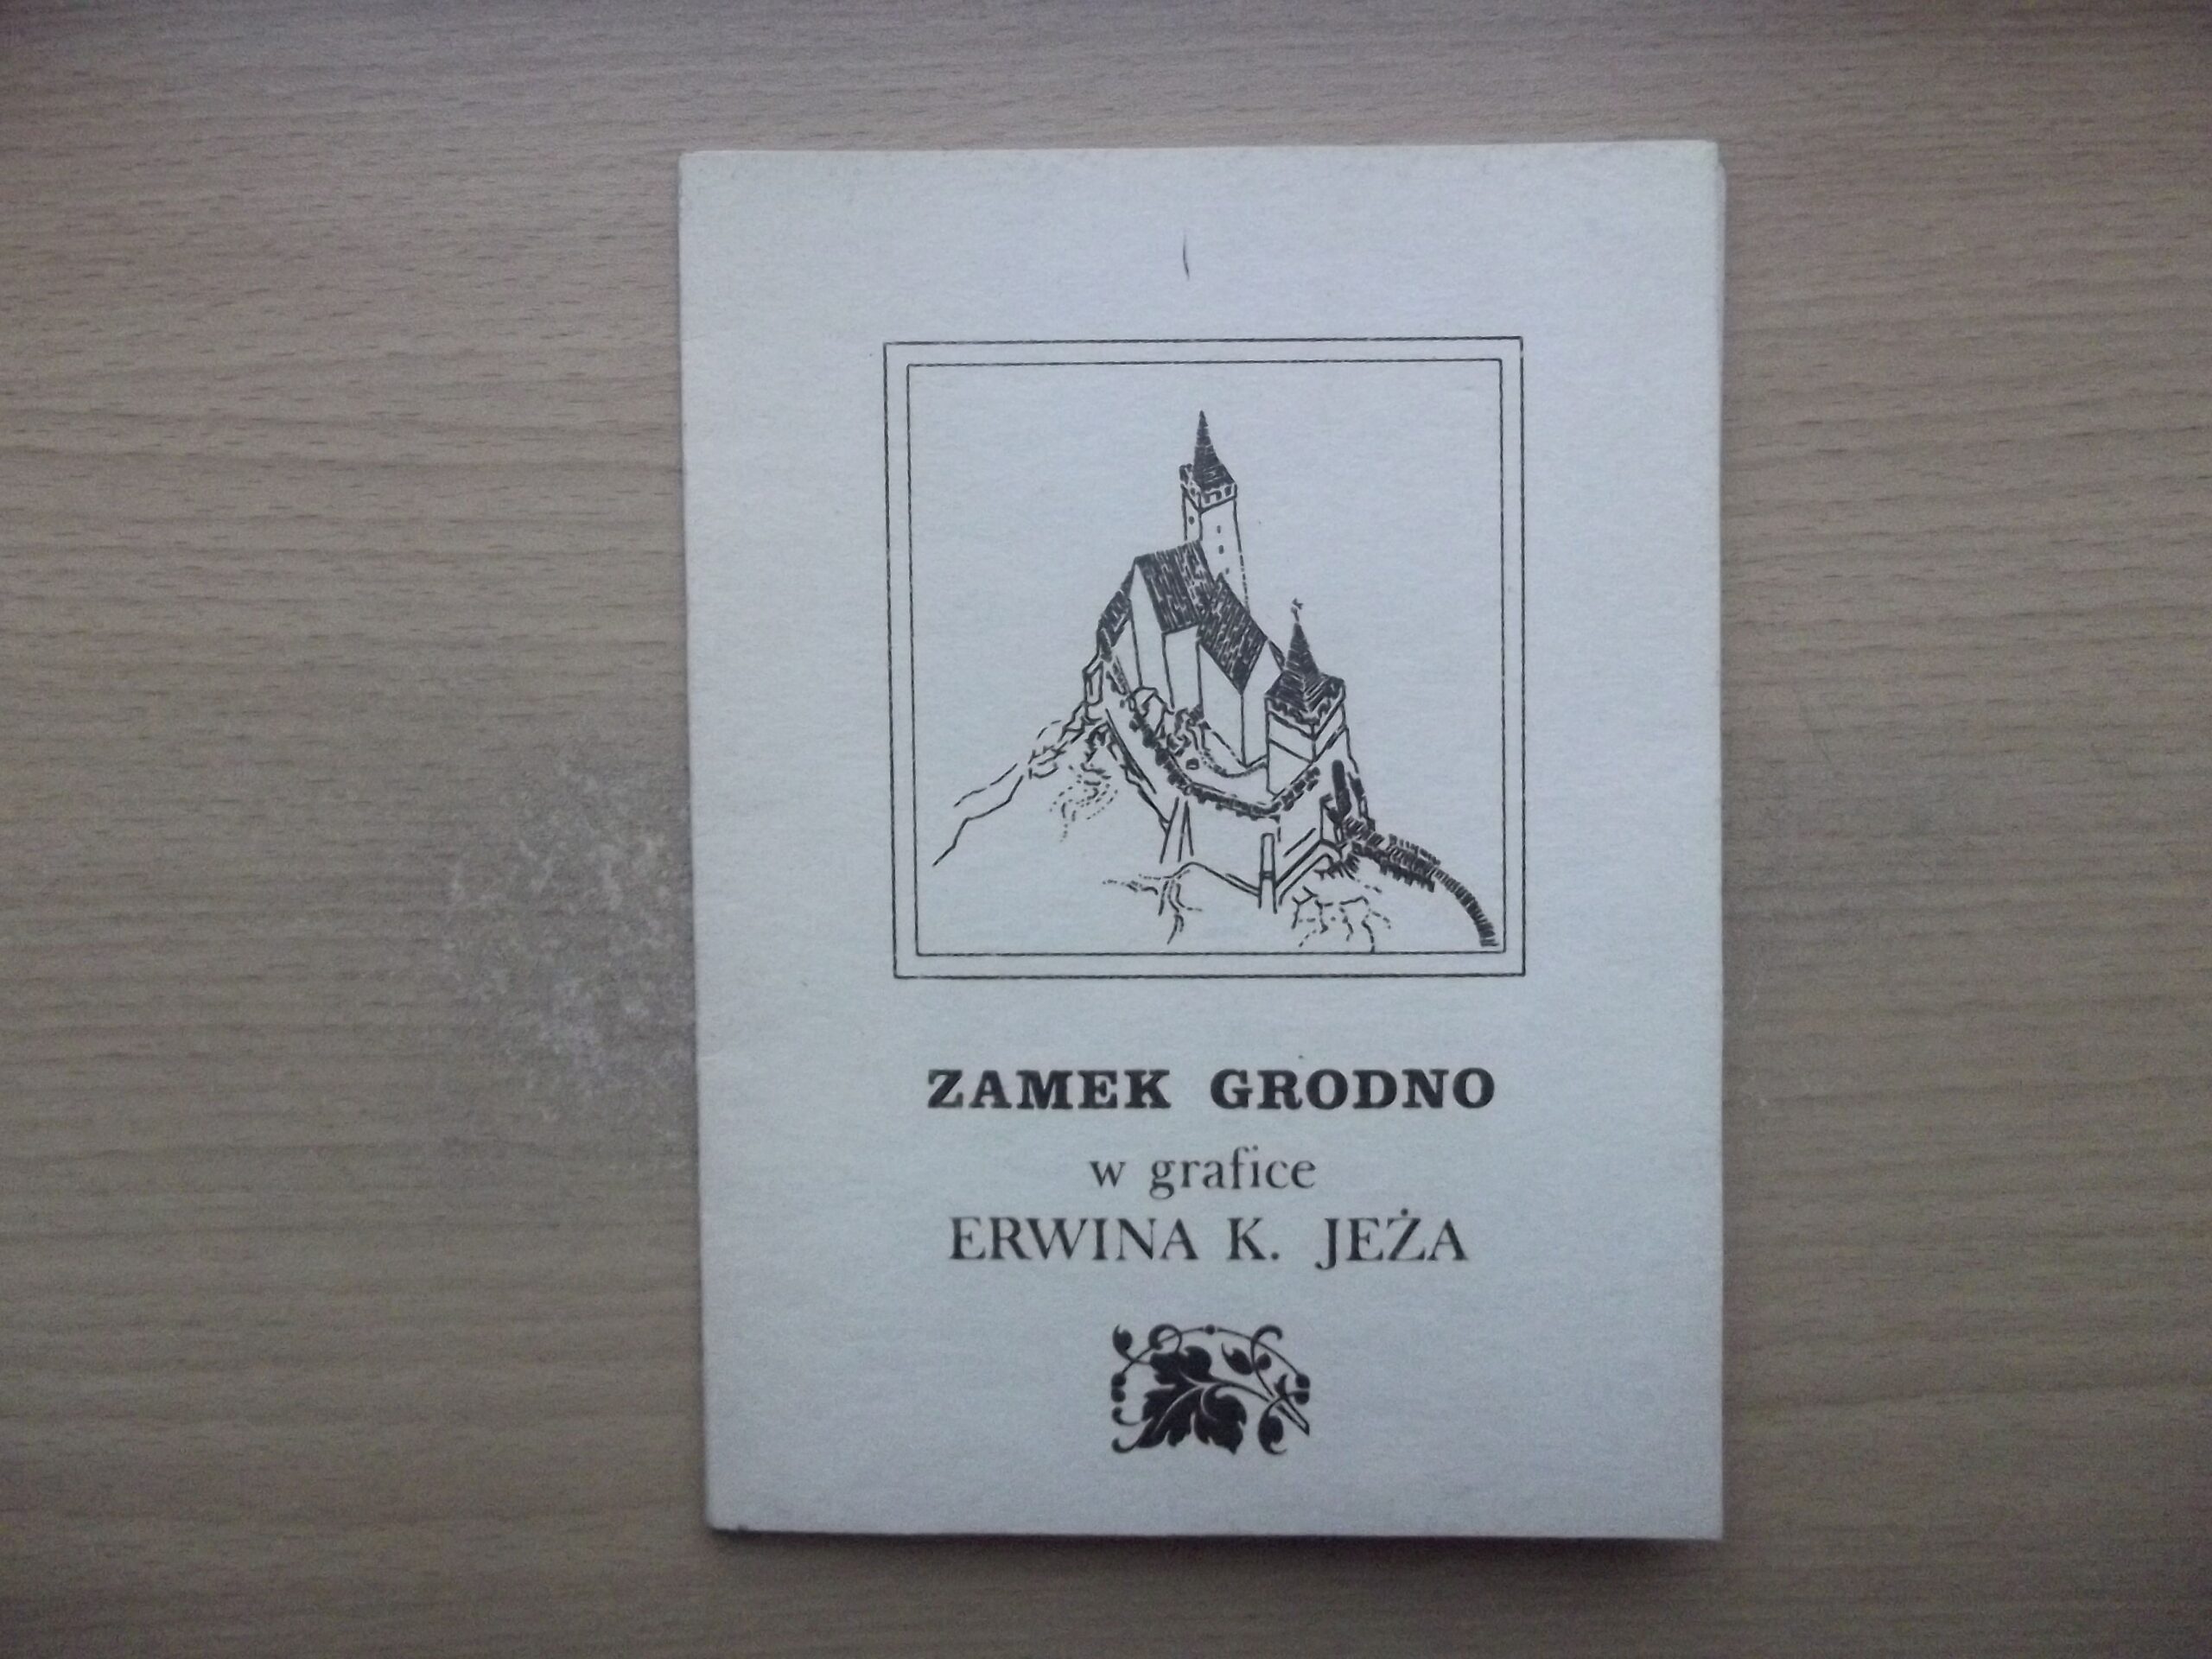 ZAMEK GRODNO
w grafice
ERWINA K. JEŻA